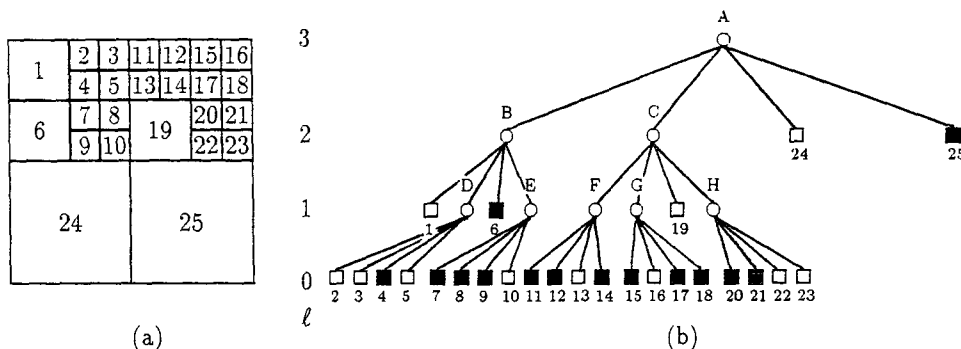 1 2 3 11 12 15 16
4 5 13 14 17 18
6 7 8 19 20 21
9 10 22 23
24 25
(a)
3 A
2 B C 24 25
1 D E F G H
1 6 19
0
2 3 4 5 7 8 9 10 11 12 13 14 15 16 17 18 20 21 22 23
ℓ
(b)